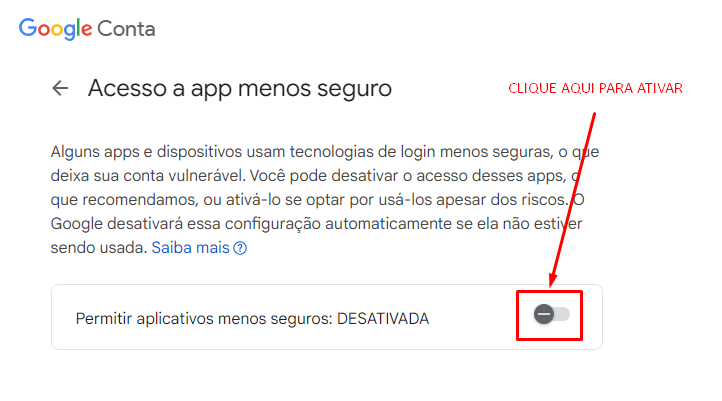 Google Conta
Acesso a app menos seguro
CLIQUE AQUI PARA ATIVAR
Alguns apps e dispositivos usam tecnologias de login menos seguras, o que
deixa sua conta vulnerável. Você pode desativar o acesso desses apps, o
que recomendamos, ou ativá-lo se optar por usá-los apesar dos riscos. O
Google desativará essa configuração automaticamente se ela não estiver
sendo usada. Saiba mais
Permitir aplicativos menos seguros: DESATIVADA